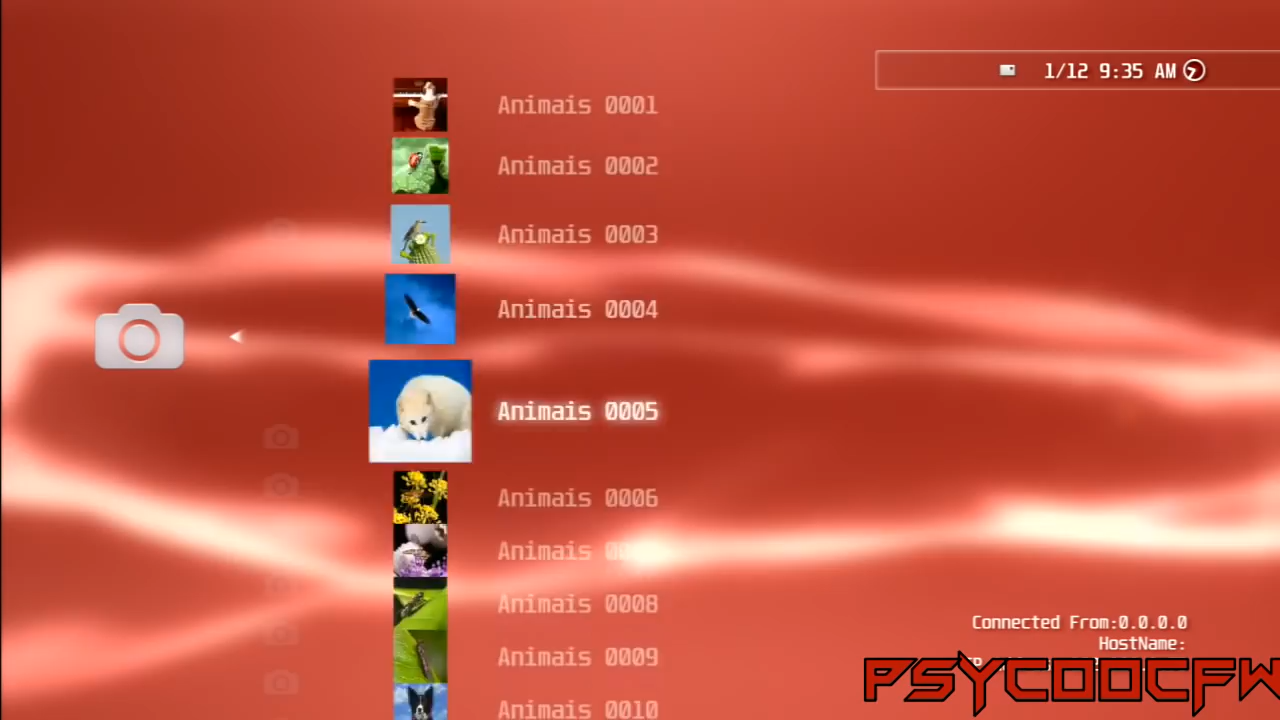 1/12 9:35 AM
Animais 0001
Animais 0002
Animais 0003
Animais 0004
Animais 0005
Animais 0006
Animais
Animais 0008
Animais 0009
Animais 0010
Connected From:0.0.0.0
HostName:
PSYCOOCFW